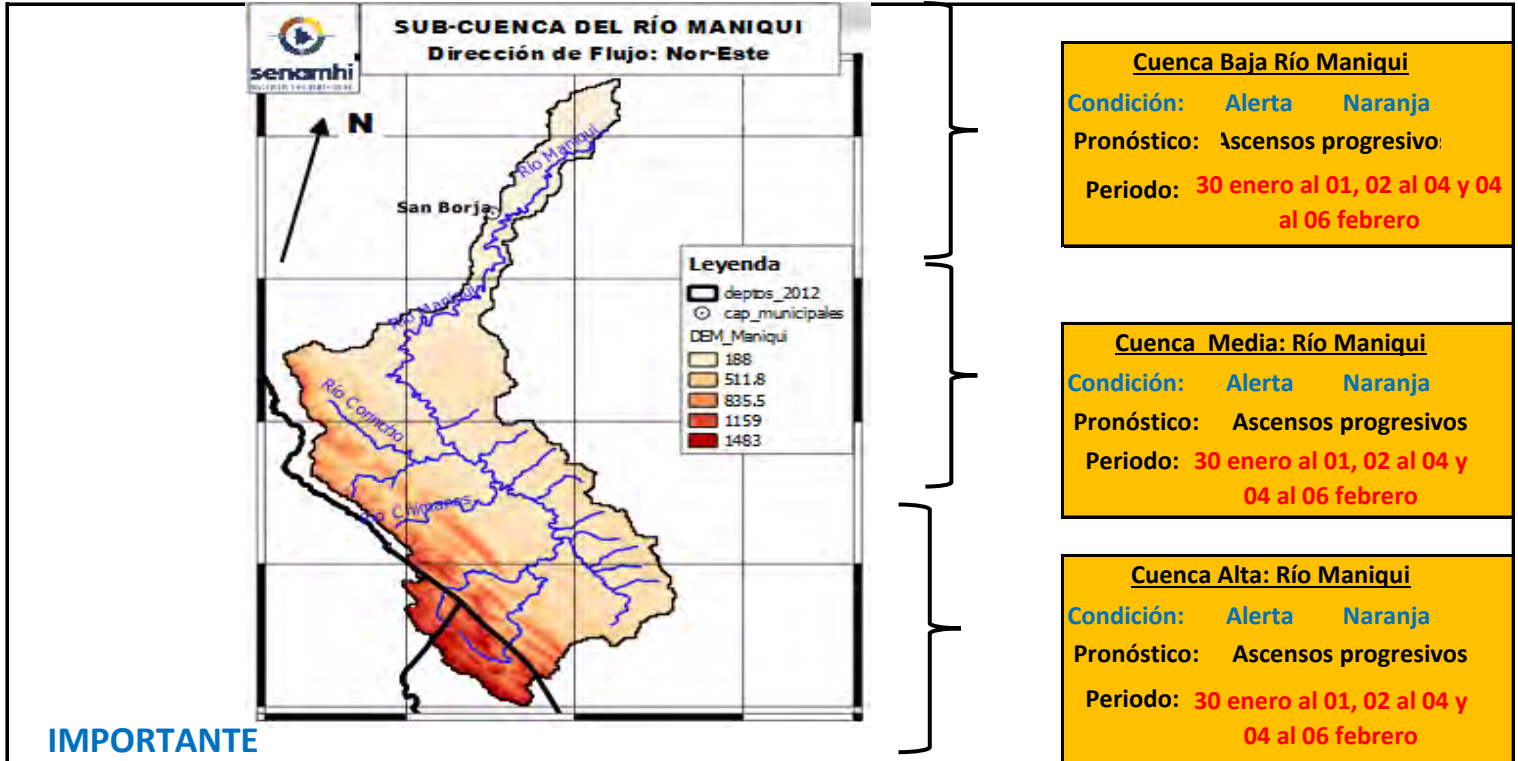 SUB-CUENCA DEL RÍO MANIQUI
Dirección de Flujo: Nor-Este
senamhi
N
Río Maniqui
San Borja
Río Maniqui
Río Corincho
Chimanes
Leyenda
deptos_2012
cap_municipales
DEM_Maniqui
188
511.8
835.5
1159
1483
Cuenca Baja Río Maniqui
Condición: Alerta Naranja
Pronóstico: Ascensos progresivos
Periodo: 30 enero al 01, 02 al 04 y 04
al 06 febrero
Cuenca Media: Río Maniqui
Condición: Alerta Naranja
Pronóstico: Ascensos progresivos
Periodo: 30 enero al 01, 02 al 04 y
04 al 06 febrero
Cuenca Alta: Río Maniqui
Condición: Alerta Naranja
Pronóstico: Ascensos progresivos
Periodo: 30 enero al 01, 02 al 04 y
04 al 06 febrero
IMPORTANTE